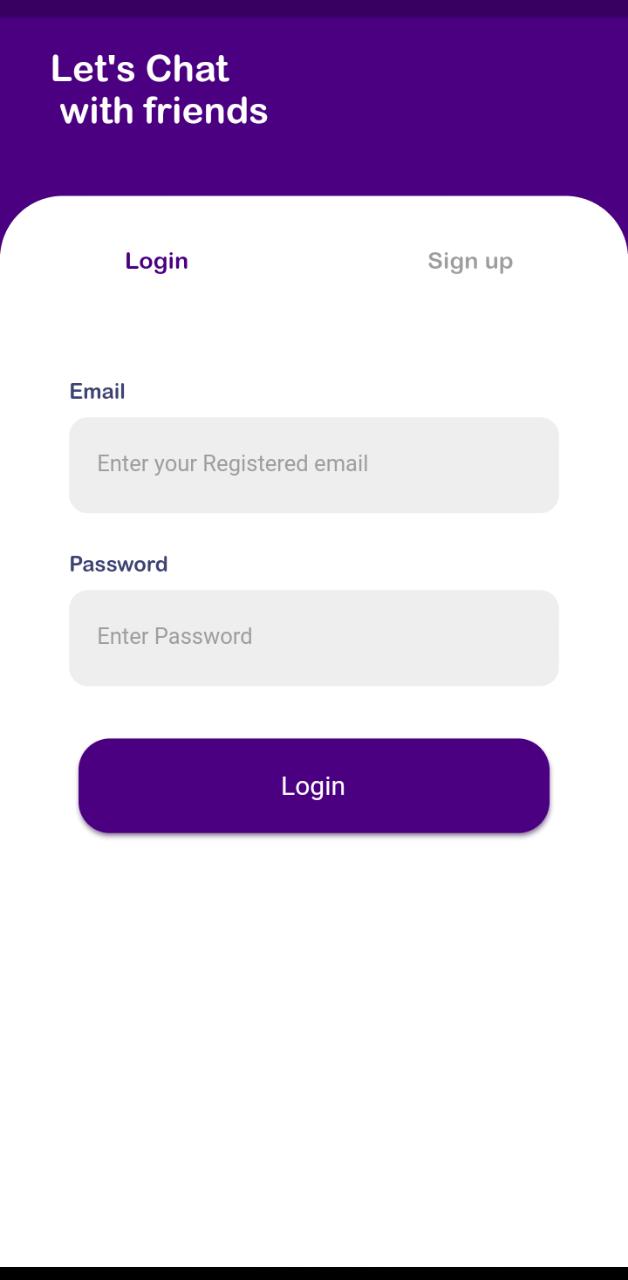 Let's Chat
with friends
Login
Sign up
Email
Enter your Registered email
Password
Enter Password
Login